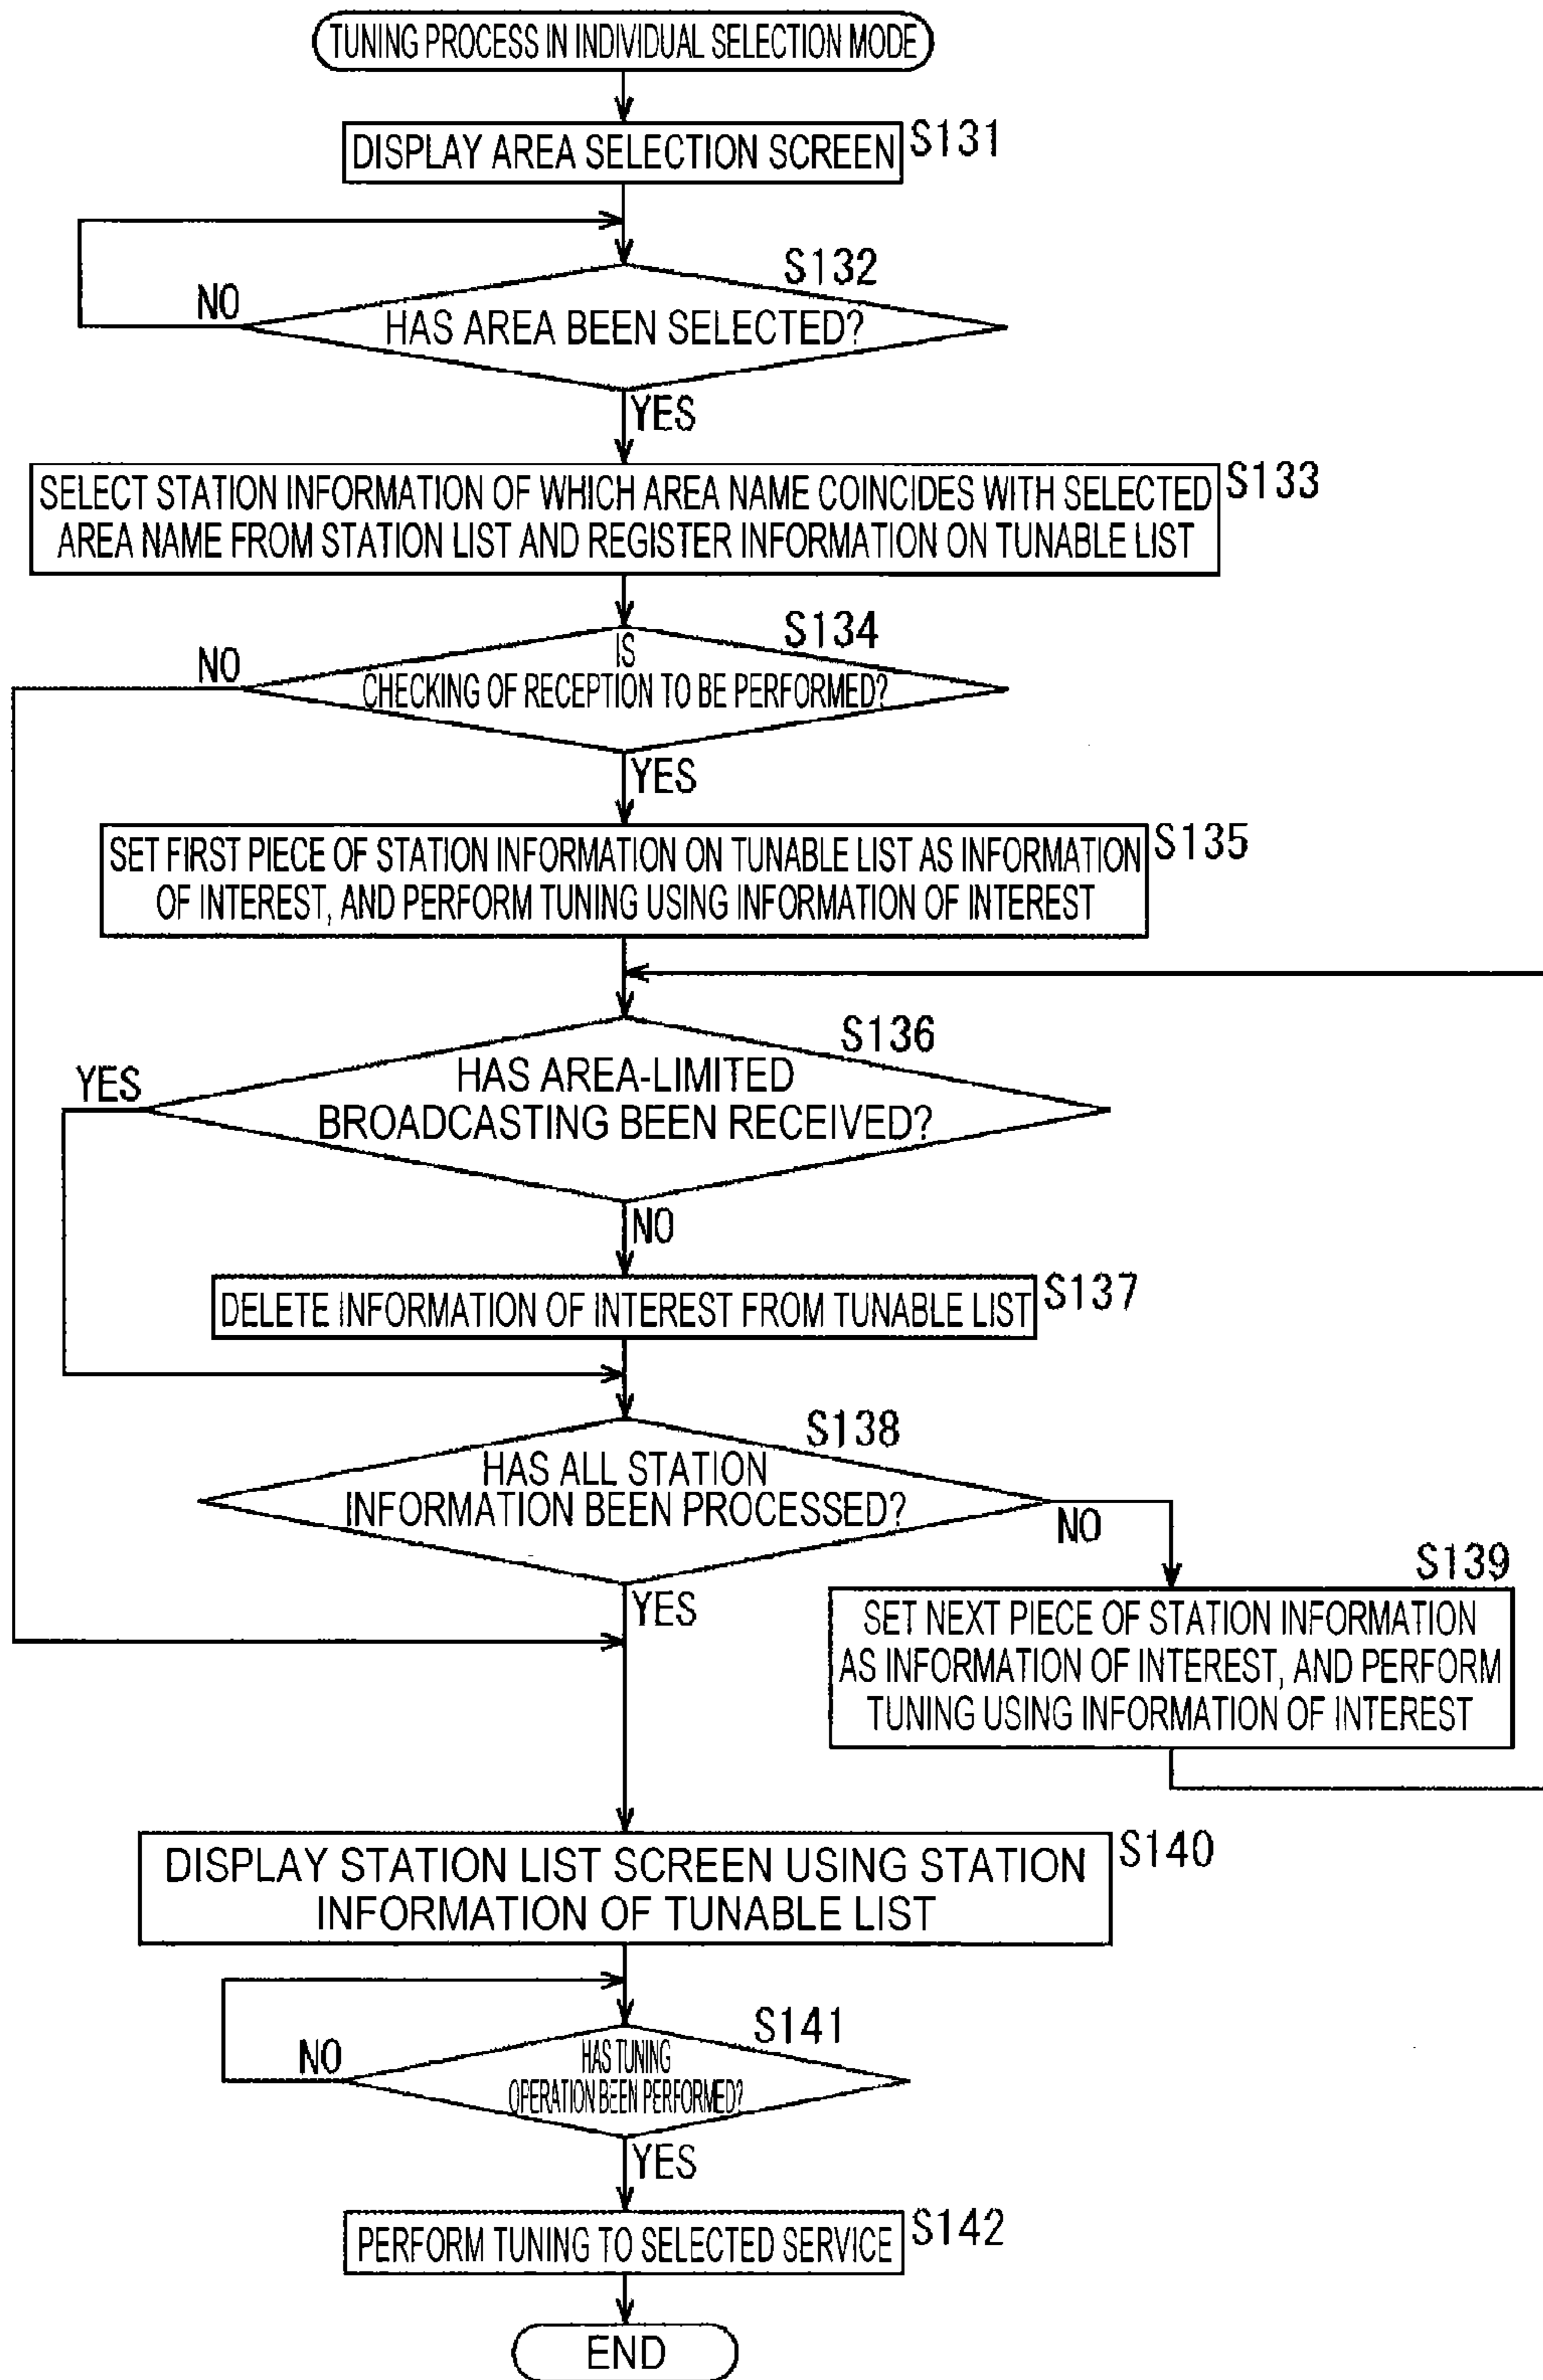 TUNING PROCESS IN INDIVIDUAL SELECTION MODE
DISPLAY AREA SELECTION SCREEN
S131
S132
NO
HAS AREA BEEN SELECTED?
YES
SELECT STATION INFORMATION OF WHICH AREA NAME COINCIDES WITH SELECTED
AREA NAME FROM STATION LIST AND REGISTER INFORMATION ON TUNABLE LIST
S133
S134
NO
IS
CHECKING OF RECEPTION TO BE PERFORMED?
YES
SET FIRST PIECE OF STATION INFORMATION ON TUNABLE LIST AS INFORMATION
OF INTEREST, AND PERFORM TUNING USING INFORMATION OF INTEREST
S135
S136
YES
HAS AREA-LIMITED
BROADCASTING BEEN RECEIVED?
NO
DELETE INFORMATION OF INTEREST FROM TUNABLE LIST
S137
S138
HAS ALL STATION
INFORMATION BEEN PROCESSED?
NO
YES
S139
SET NEXT PIECE OF STATION INFORMATION
AS INFORMATION OF INTEREST, AND PERFORM
TUNING USING INFORMATION OF INTEREST
DISPLAY STATION LIST SCREEN USING STATION
INFORMATION OF TUNABLE LIST
S140
S141
NO
HAS TUNING
OPERATION BEEN PERFORMED?
YES
PERFORM TUNING TO SELECTED SERVICE
S142
END